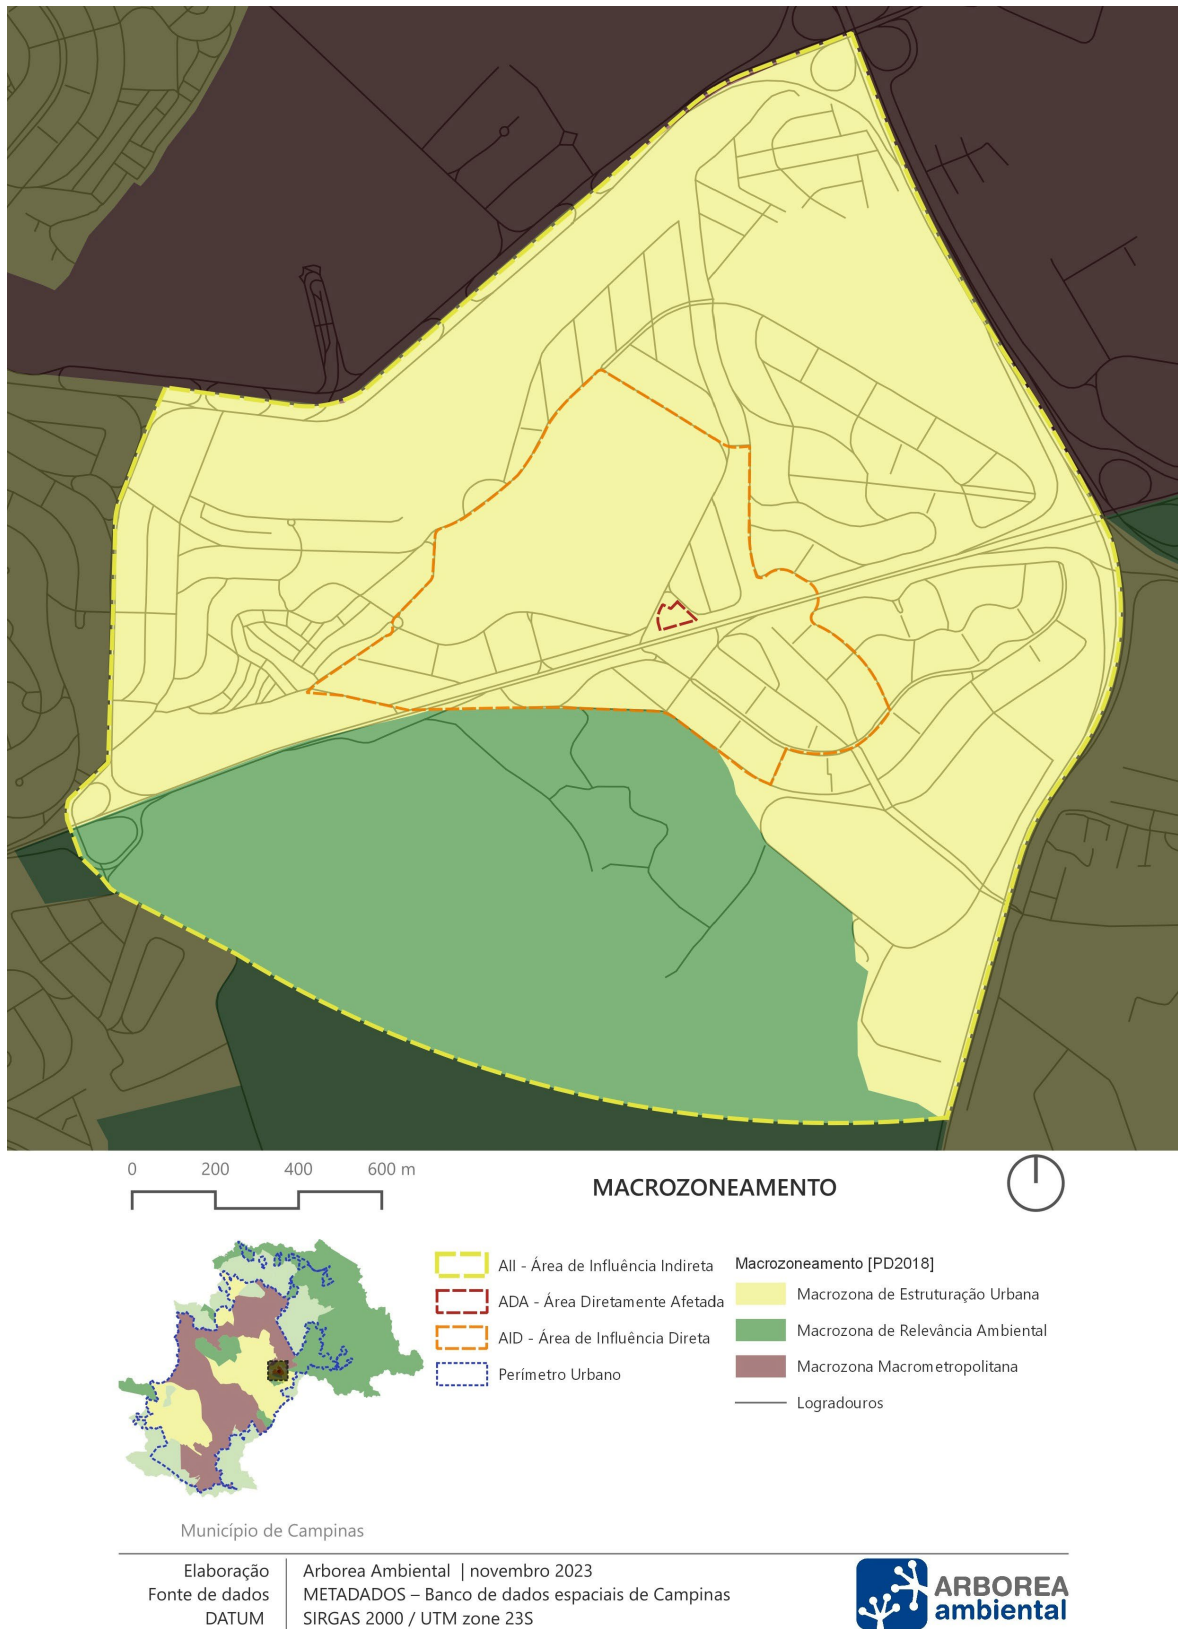 0 200 400 600 m
MACROZONEAMENTO
AII - Área de Influência Indireta
ADA - Área Diretamente Afetada
AID - Área de Influência Direta
Perímetro Urbano
Macrozoneamento [PD2018]
Macrozona de Estruturação Urbana
Macrozona de Relevância Ambiental
Macrozona Macrometropolitana
Logradouros
Município de Campinas
Elaboração Arborea Ambiental | novembro 2023
Fonte de dados METADADOS – Banco de dados espaciais de Campinas
DATUM SIRGAS 2000 / UTM zone 23S
ARBOREA
ambiental